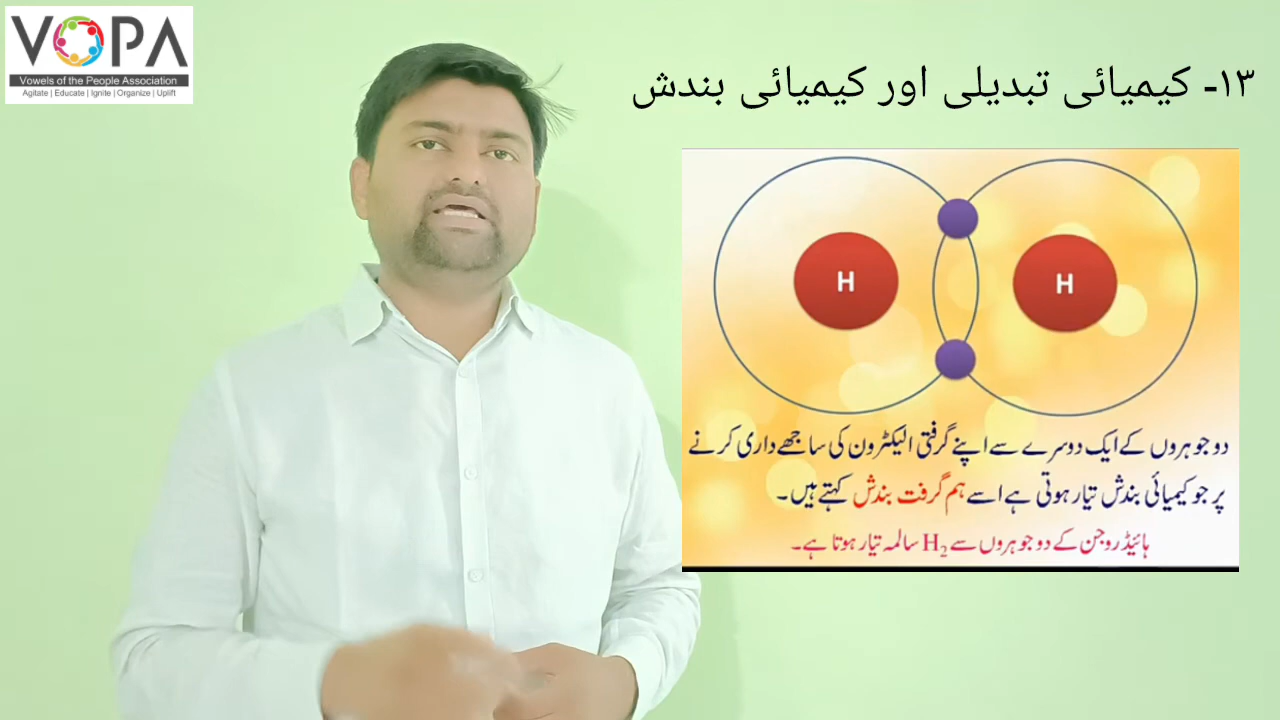 VOPA
Vowels of the People Association
Agitate | Educate | Ignite | Organize | Uplift
۱۳- کیمیائی تبدیلی اور کیمیائی بندش
H
H
دو جوہروں کے ایک دوسرے سے اپنے گرفتی الیکٹرون کی ساجھے داری کرنے
پر جو کیمیائی بندش تیار ہوتی ہے اسے ہم گرفت بندش کہتے ہیں۔
ہائیڈروجن کے دو جوہروں سے H₂ سالمہ تیار ہوتا ہے۔